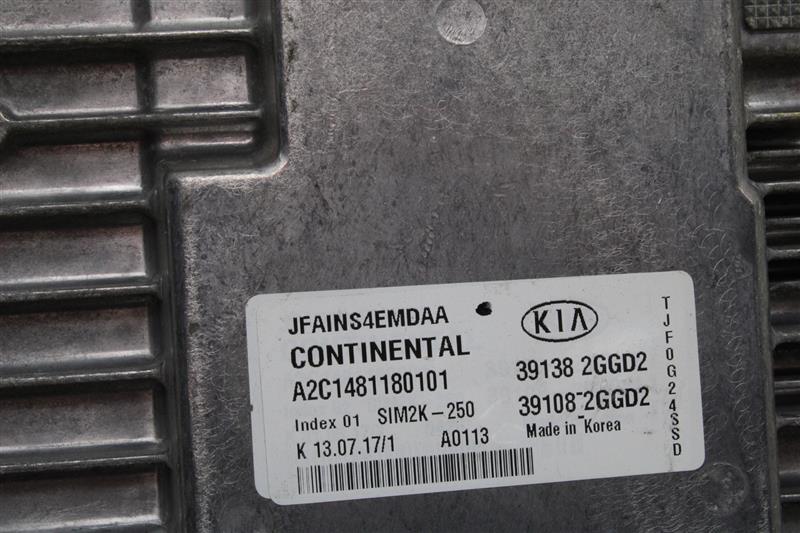 JFAINS4EMDAA
CONTINENTAL
A2C1481180101
Index 01 SIM2K-250
K 13.07.17/1 A0113
KIA
39138 2GGD2
39108-2GGD2
Made in Korea
TJF0G24SSD